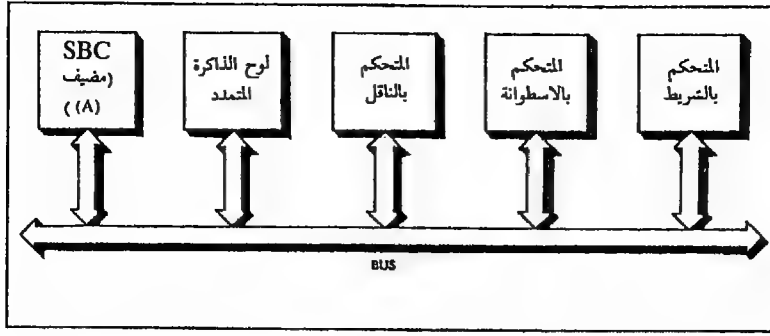 SBC
(مضيف
((A)
لوح الذاكرة
المتمدد
المتحكم
بالناقل
المتحكم
بالاسطوانة
المتحكم
بالشريط
BUS